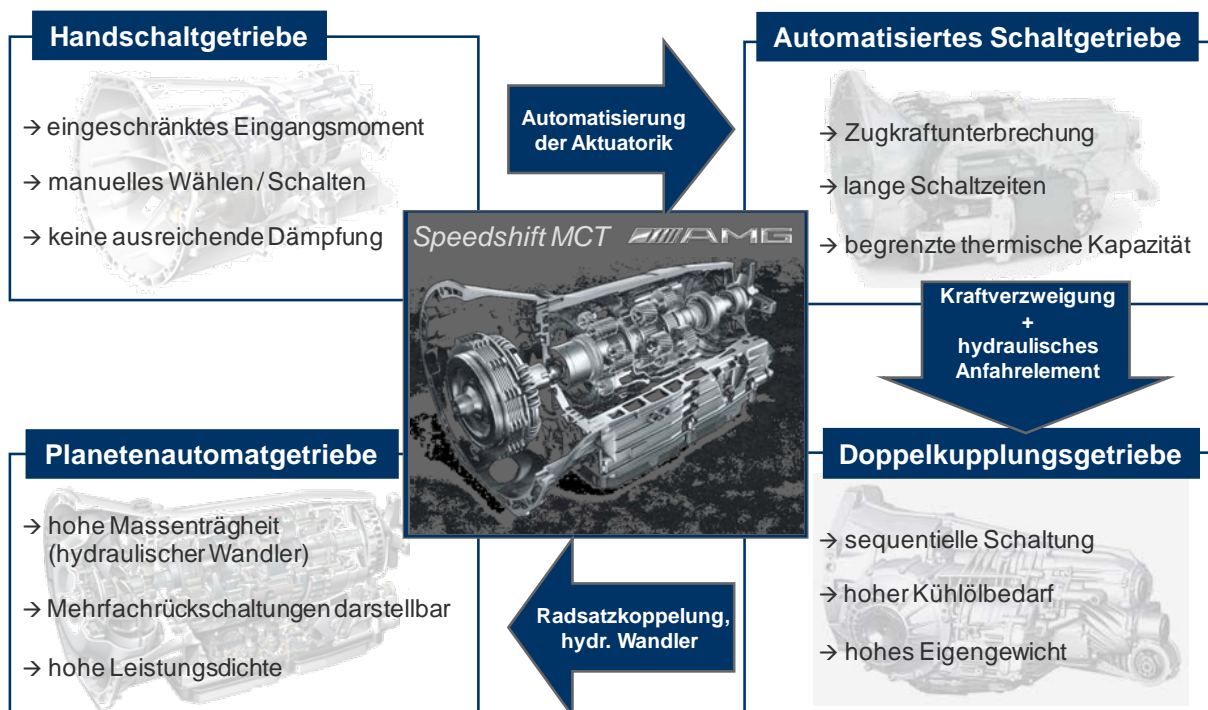 Handschaltgetriebe
→ eingeschränktes Eingangsmoment
→ manuelles Wählen / Schalten
→ keine ausreichende Dämpfung
Automatisierung
der Aktuatorik
Automatisiertes Schaltgetriebe
→ Zugkraftunterbrechung
→ lange Schaltzeiten
→ begrenzte thermische Kapazität
Speedshift MCT AMG
Kraftverzweigung
+
hydraulisches
Anfahrelement
Planetenautomatgetriebe
→ hohe Massenträgheit
(hydraulischer Wandler)
→ Mehrfachrückschaltungen darstellbar
→ hohe Leistungsdichte
Radsatzkoppelung,
hydr. Wandler
Doppelkupplungsgetriebe
→ sequentielle Schaltung
→ hoher Kühlölbedarf
→ hohes Eigengewicht